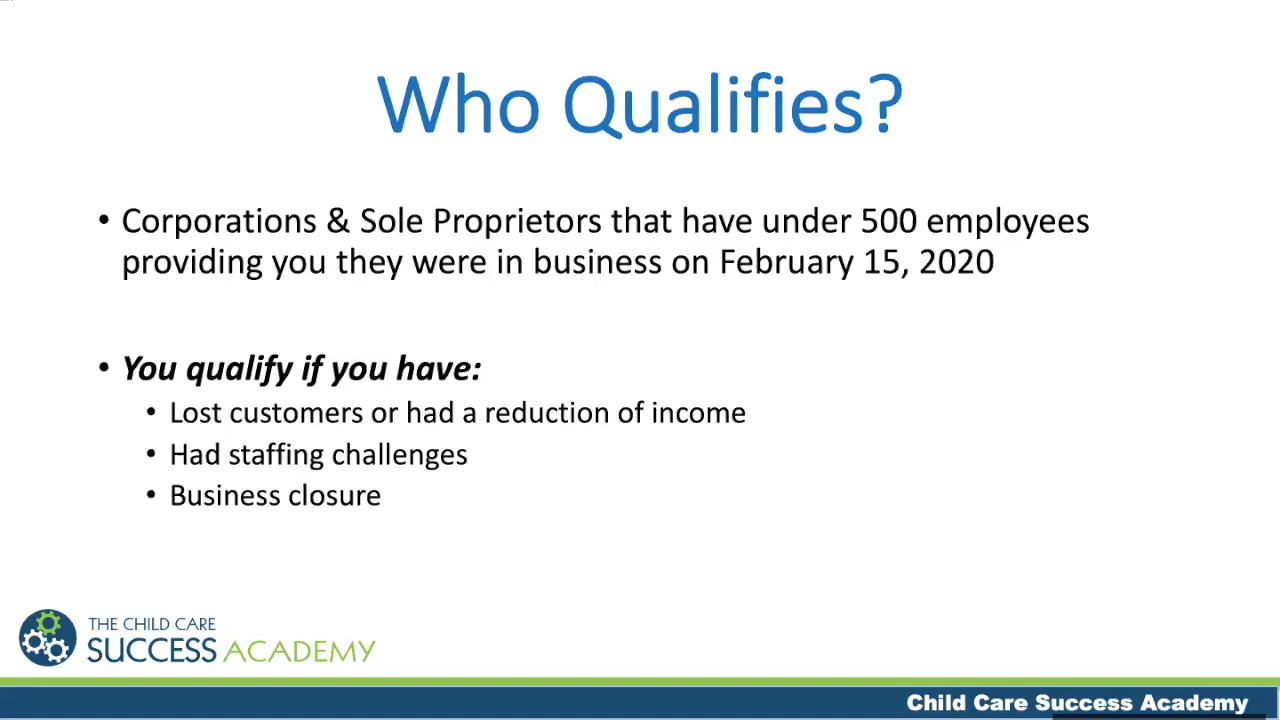 Who Qualifies?
• Corporations & Sole Proprietors that have under 500 employees
providing you they were in business on February 15, 2020
• You qualify if you have:
• Lost customers or had a reduction of income
• Had staffing challenges
• Business closure
THE CHILD CARE
SUCCESS ACADEMY
Child Care Success Academy